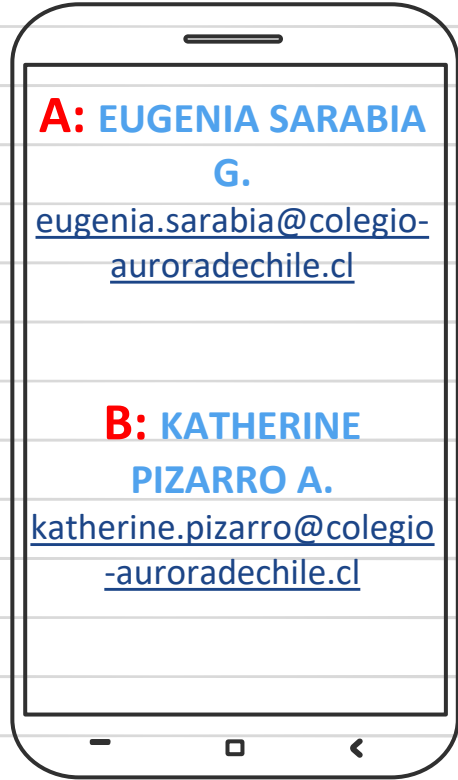 A: EUGENIA SARABIA
G.
eugenia.sarabia@colegio-
auroradechile.cl
B: KATHERINE
PIZARRO A.
katherine.pizarro@colegio
-auroradechile.cl